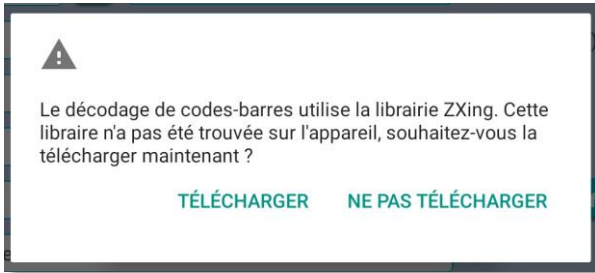 Le décodage de codes-barres utilise la librairie ZXing. Cette
libraire n'a pas été trouvée sur l'appareil, souhaitez-vous la
télécharger maintenant ?
TÉLÉCHARGER NE PAS TÉLÉCHARGER